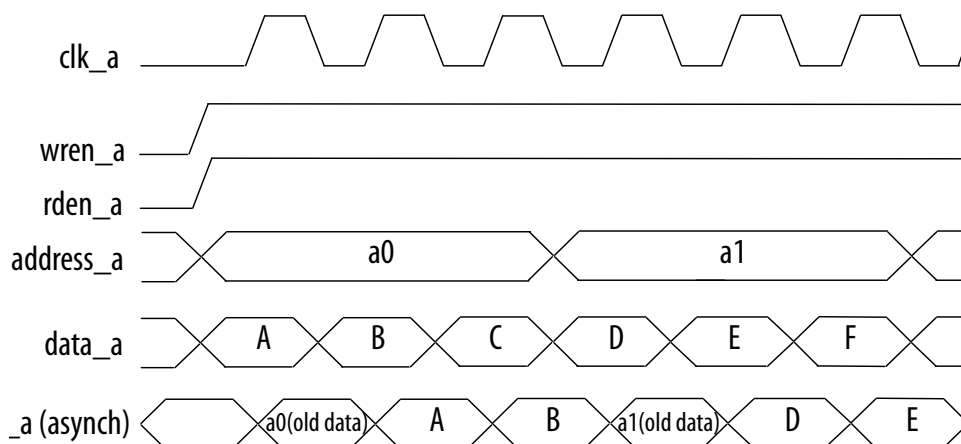 clk_a
wren_a
rden_a
address_a a0 a1
data_a A B C D E F
_a (asynch) a0(old data) A B a1(old data) D E